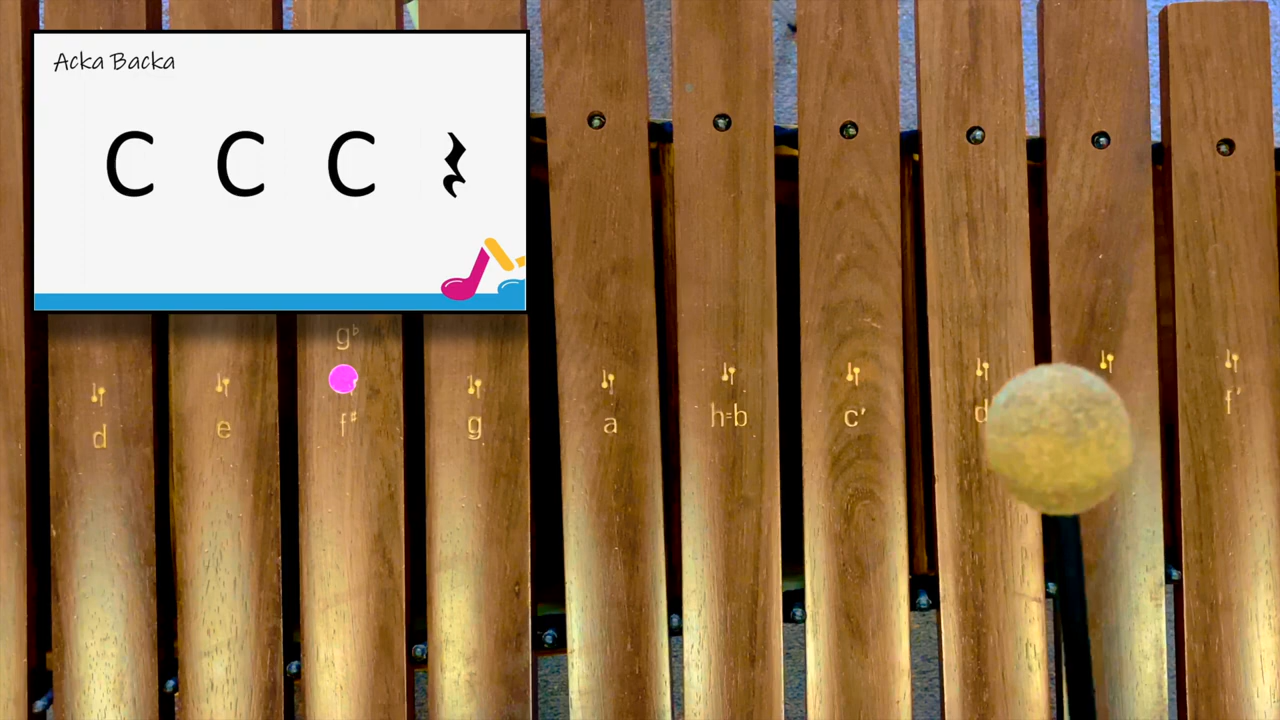 Acka Backa
C C C 𝄽
g♭
d
e
f♯
g
a
h=b
c'
d
f'